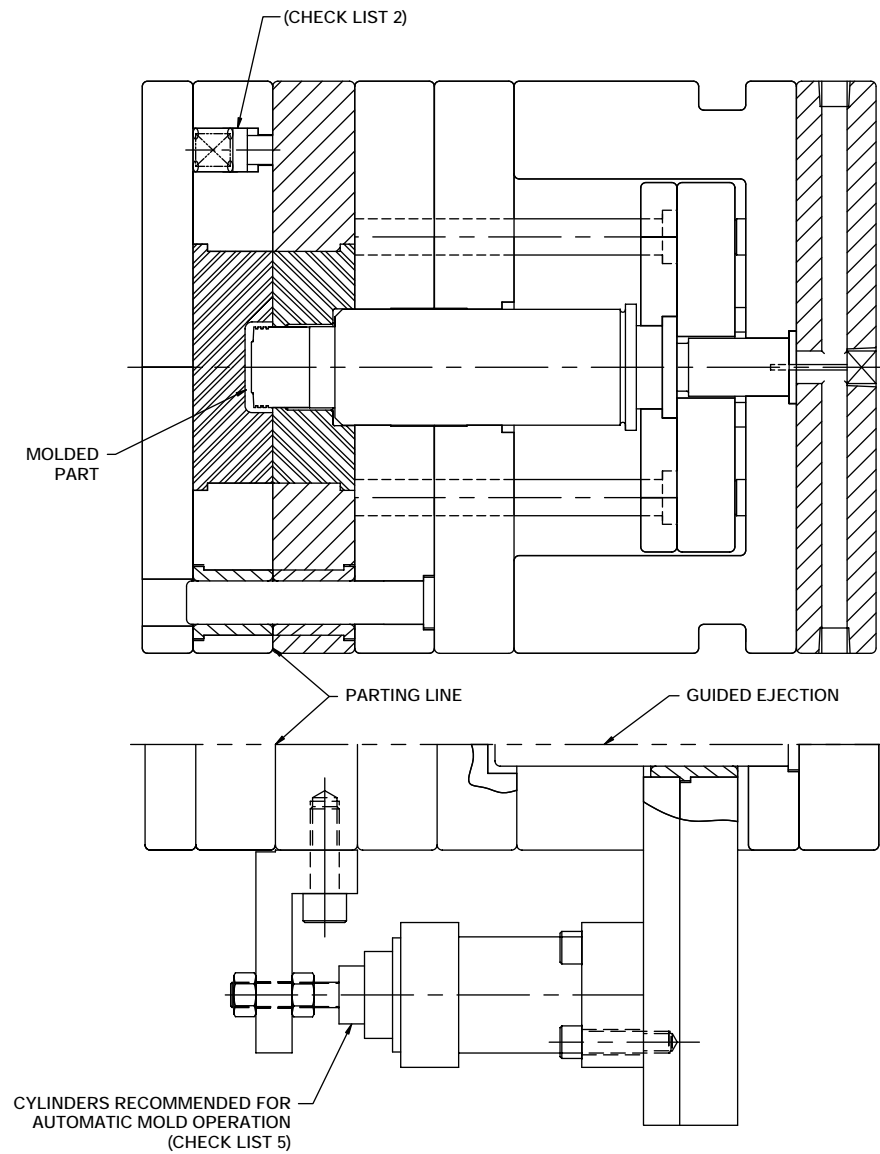 (CHECK LIST 2)
MOLDED
PART
PARTING LINE
GUIDED EJECTION
CYLINDERS RECOMMENDED FOR
AUTOMATIC MOLD OPERATION
(CHECK LIST 5)